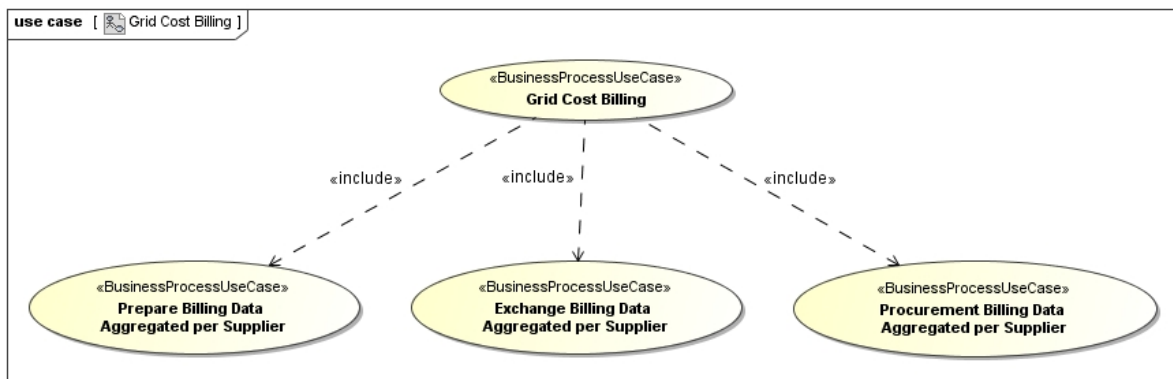 use case [ Grid Cost Billing ]
«BusinessProcessUseCase»
Grid Cost Billing
«include»
«include»
«include»
«BusinessProcessUseCase»
Prepare Billing Data
Aggregated per Supplier
«BusinessProcessUseCase»
Exchange Billing Data
Aggregated per Supplier
«BusinessProcessUseCase»
Procurement Billing Data
Aggregated per Supplier